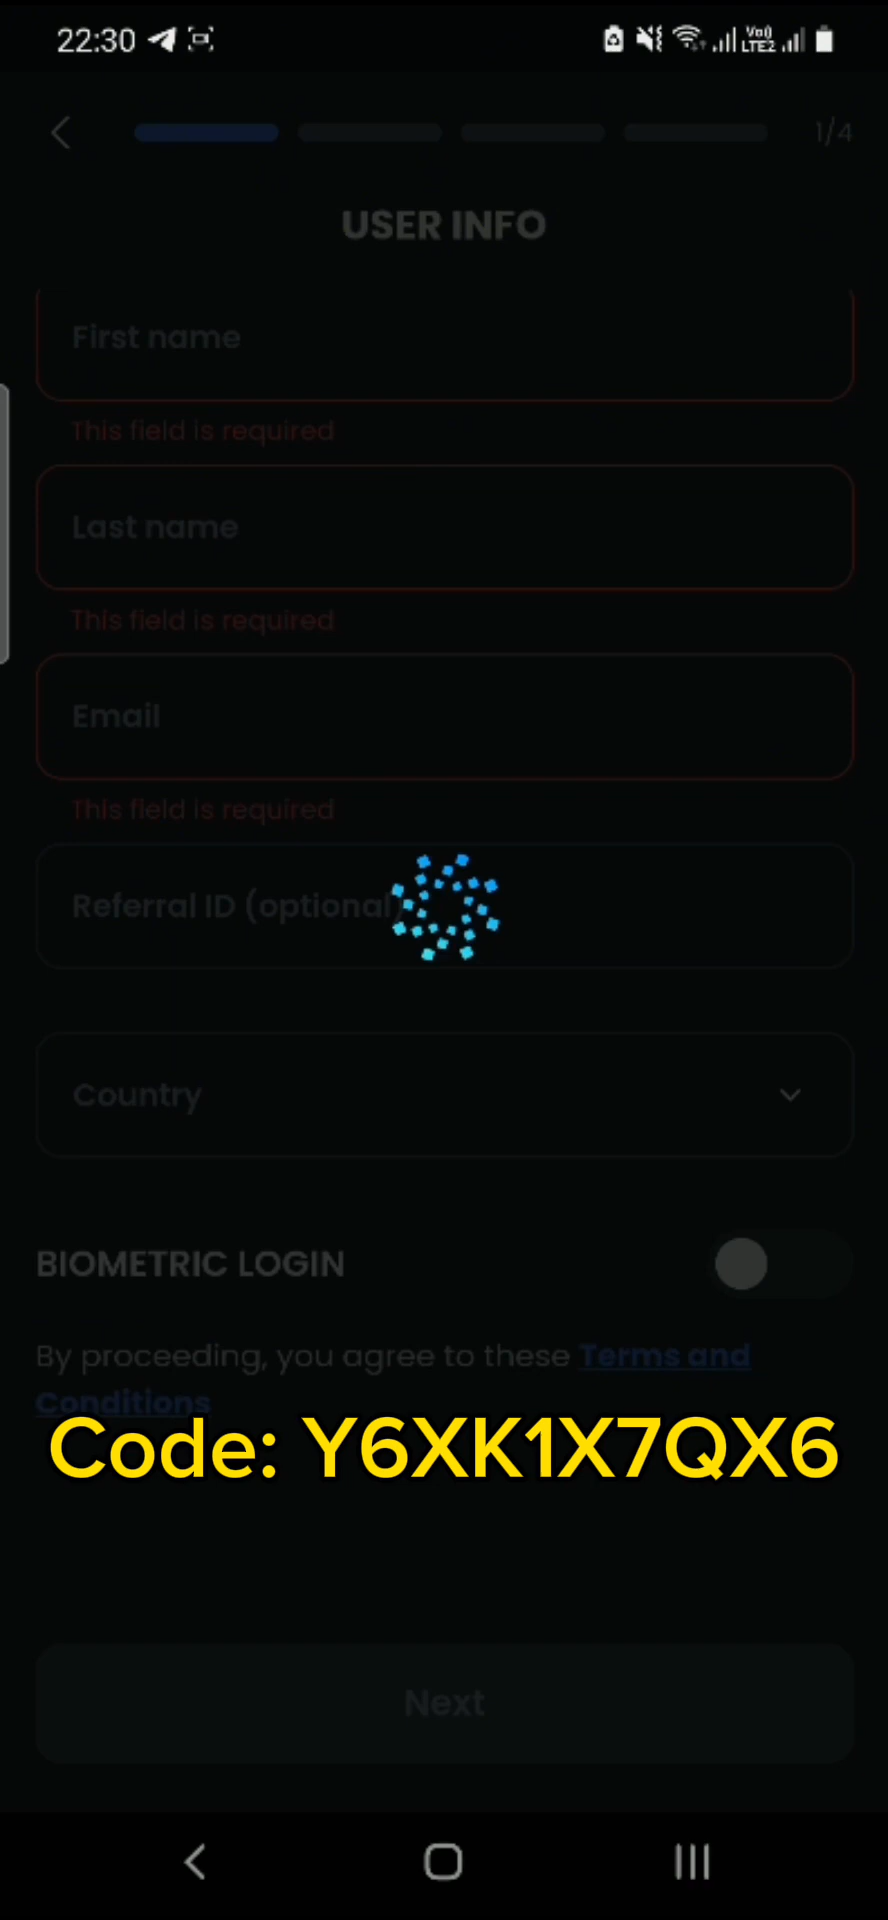 22:30
Vo))
LTE2
1/4
USER INFO
First name
This field is required
Last name
This field is required
Email
This field is required
Referral ID (optional)
Country
BIOMETRIC LOGIN
By proceeding, you agree to these Terms and
Conditions
Code: Y6XK1X7QX6
Next